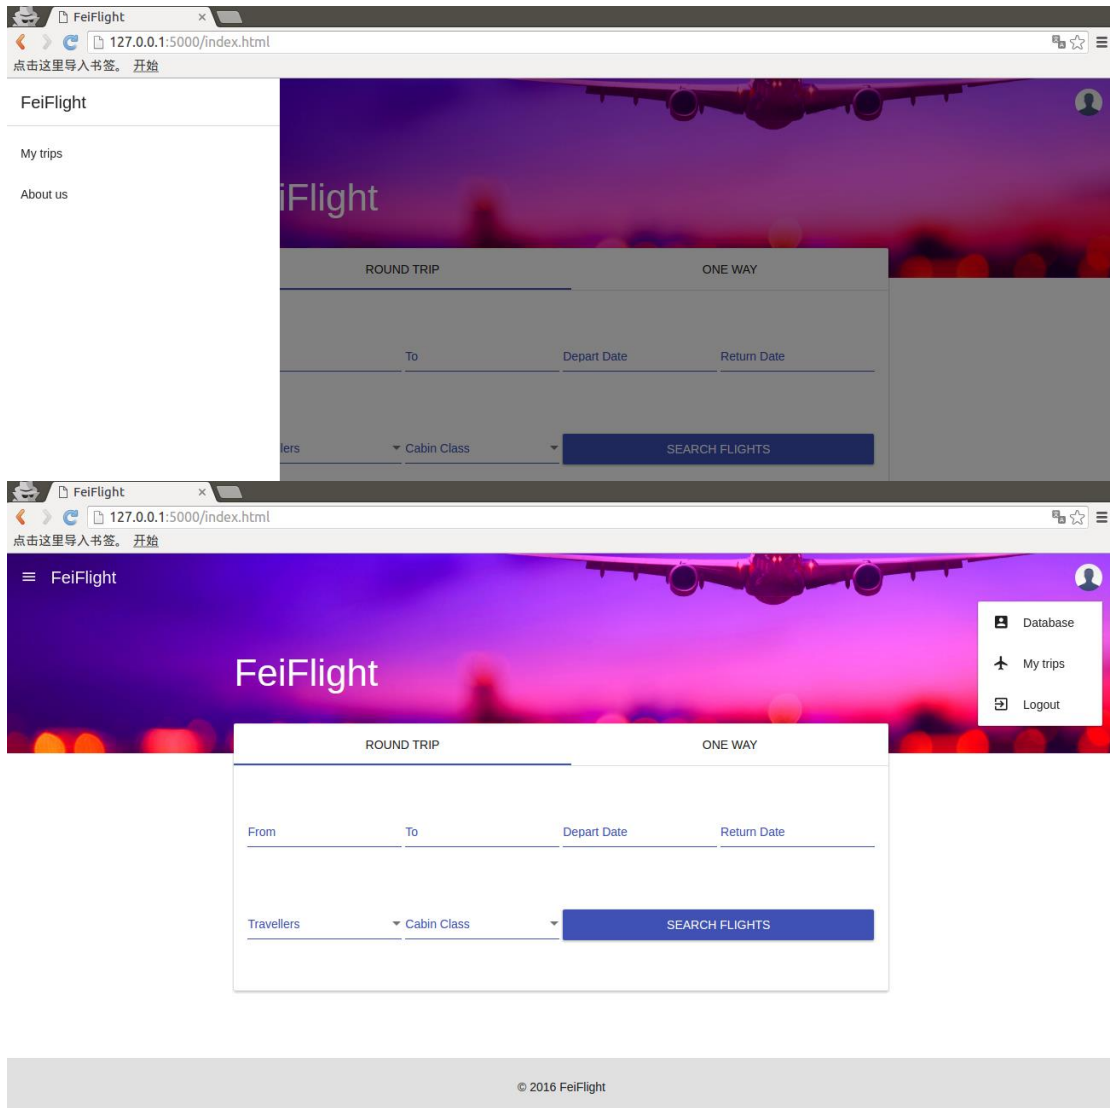 FeiFlight
127.0.0.1:5000/index.html
点击这里导入书签。 开始
FeiFlight
My trips
About us
iFlight
ROUND TRIP ONE WAY
To Depart Date Return Date
lers Cabin Class SEARCH FLIGHTS
FeiFlight
127.0.0.1:5000/index.html
点击这里导入书签。 开始
FeiFlight
Database
My trips
Logout
FeiFlight
ROUND TRIP ONE WAY
From To Depart Date Return Date
Travellers Cabin Class SEARCH FLIGHTS
© 2016 FeiFlight